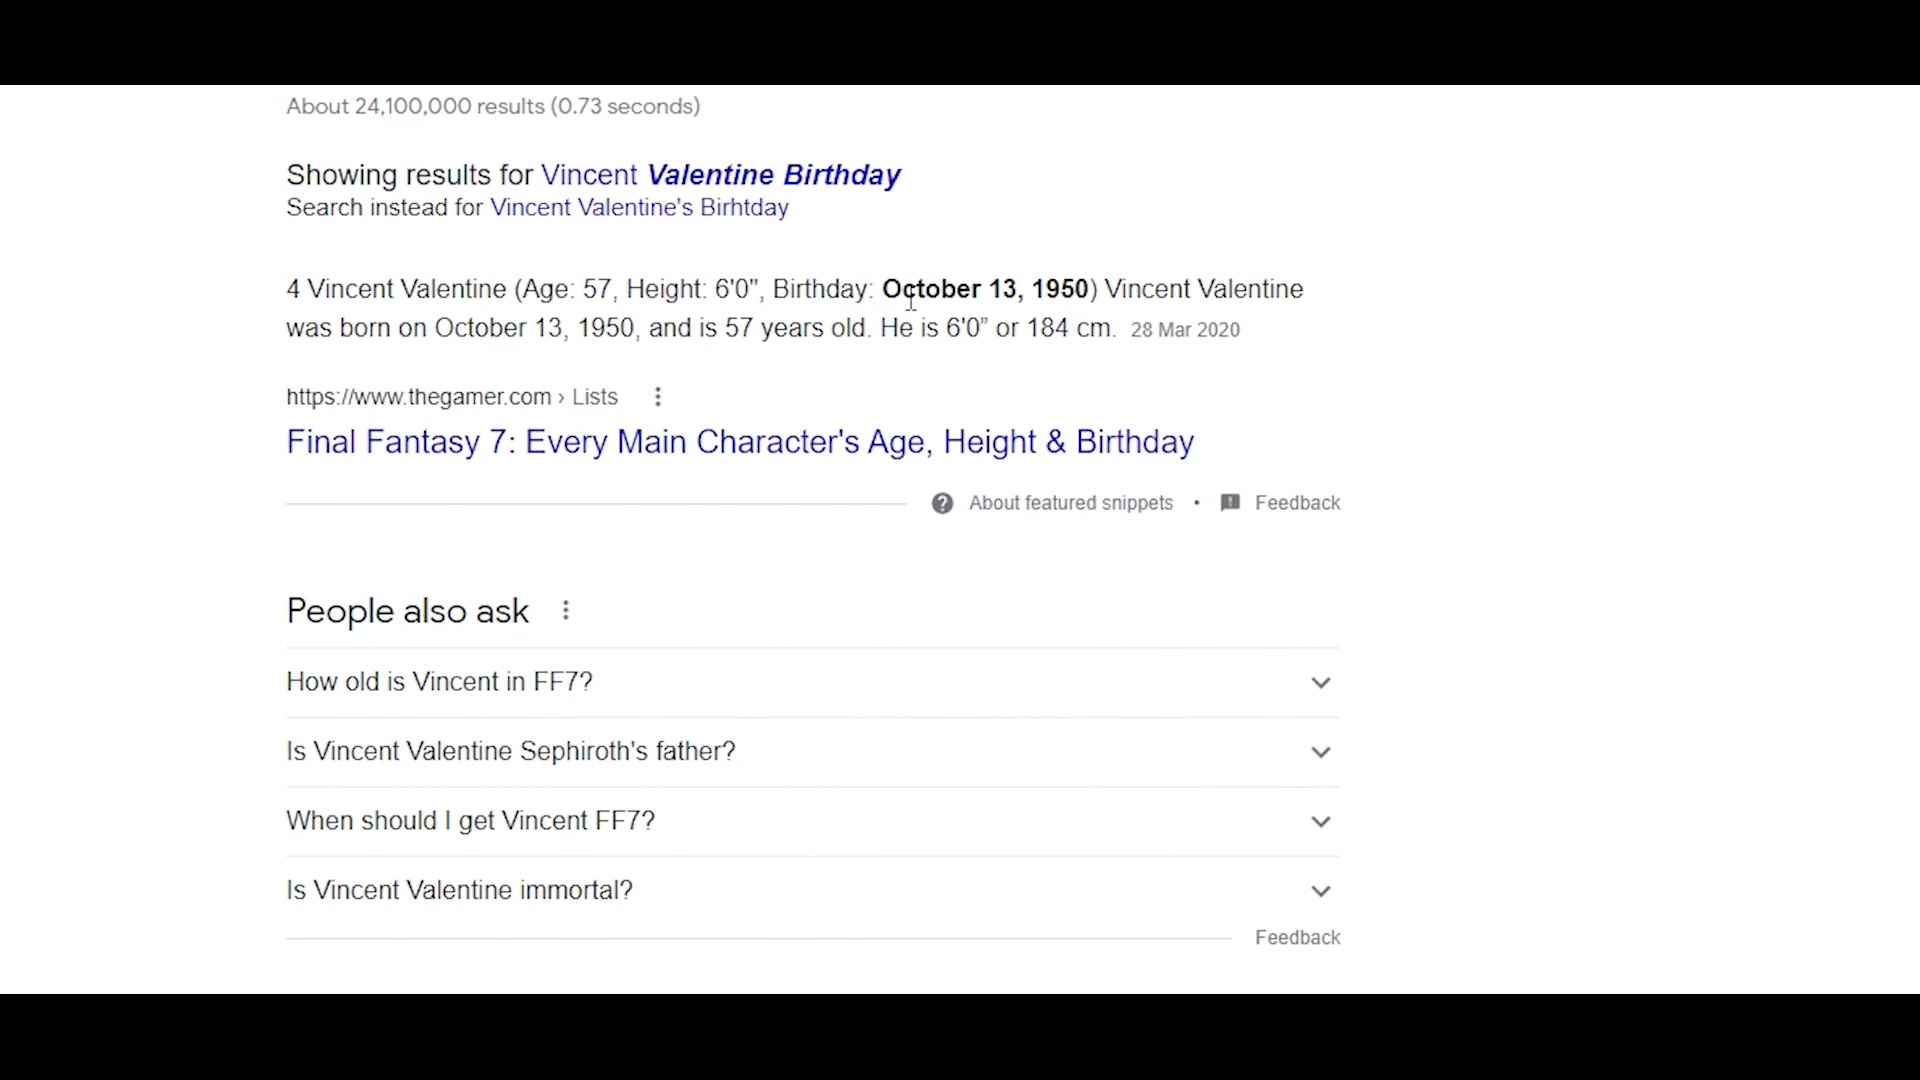 About 24,100,000 results (0.73 seconds)
Showing results for Vincent Valentine Birthday
Search instead for Vincent Valentine's Birhtday
4 Vincent Valentine (Age: 57, Height: 6'0", Birthday: October 13, 1950) Vincent Valentine
was born on October 13, 1950, and is 57 years old. He is 6'0” or 184 cm. 28 Mar 2020
https://www.thegamer.com › Lists
Final Fantasy 7: Every Main Character's Age, Height & Birthday
About featured snippets • Feedback
People also ask
How old is Vincent in FF7?
Is Vincent Valentine Sephiroth's father?
When should I get Vincent FF7?
Is Vincent Valentine immortal?
Feedback